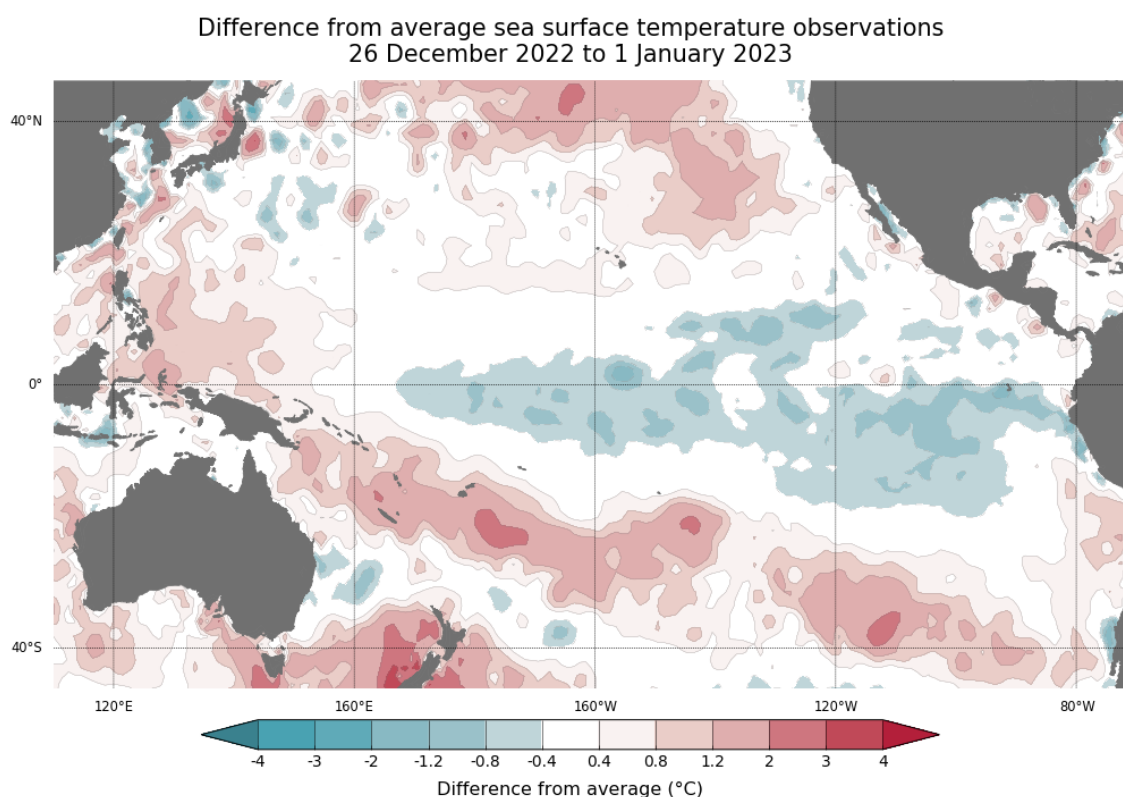 Difference from average sea surface temperature observations
26 December 2022 to 1 January 2023
40°N
0°
40°S
120°E 160°E 160°W 120°W 80°W
-4 -3 -2 -1.2 -0.8 -0.4 0.4 0.8 1.2 2 3 4
Difference from average (°C)